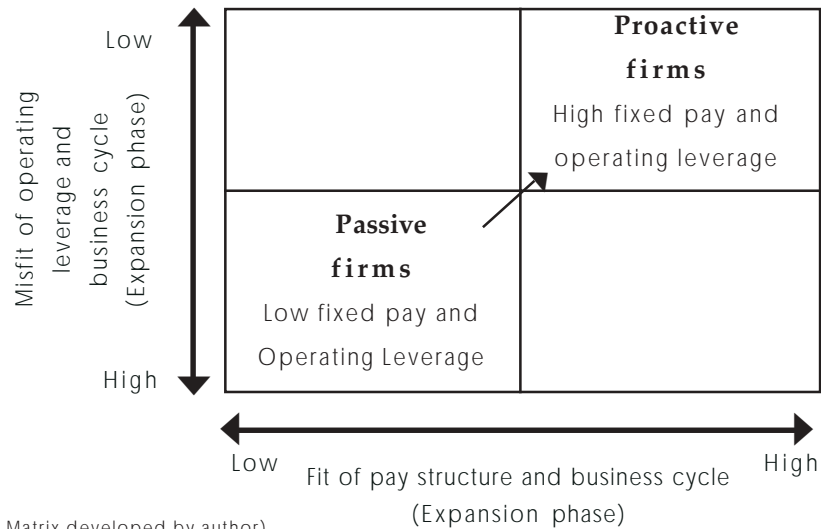 Low
Misfit of operating
leverage and
business cycle
(Expansion phase)
High
Proactive
firms
High fixed pay and
operating leverage
Passive
firms
Low fixed pay and
Operating Leverage
Low
Fit of pay structure and business cycle
(Expansion phase)
High
Matrix developed by author)